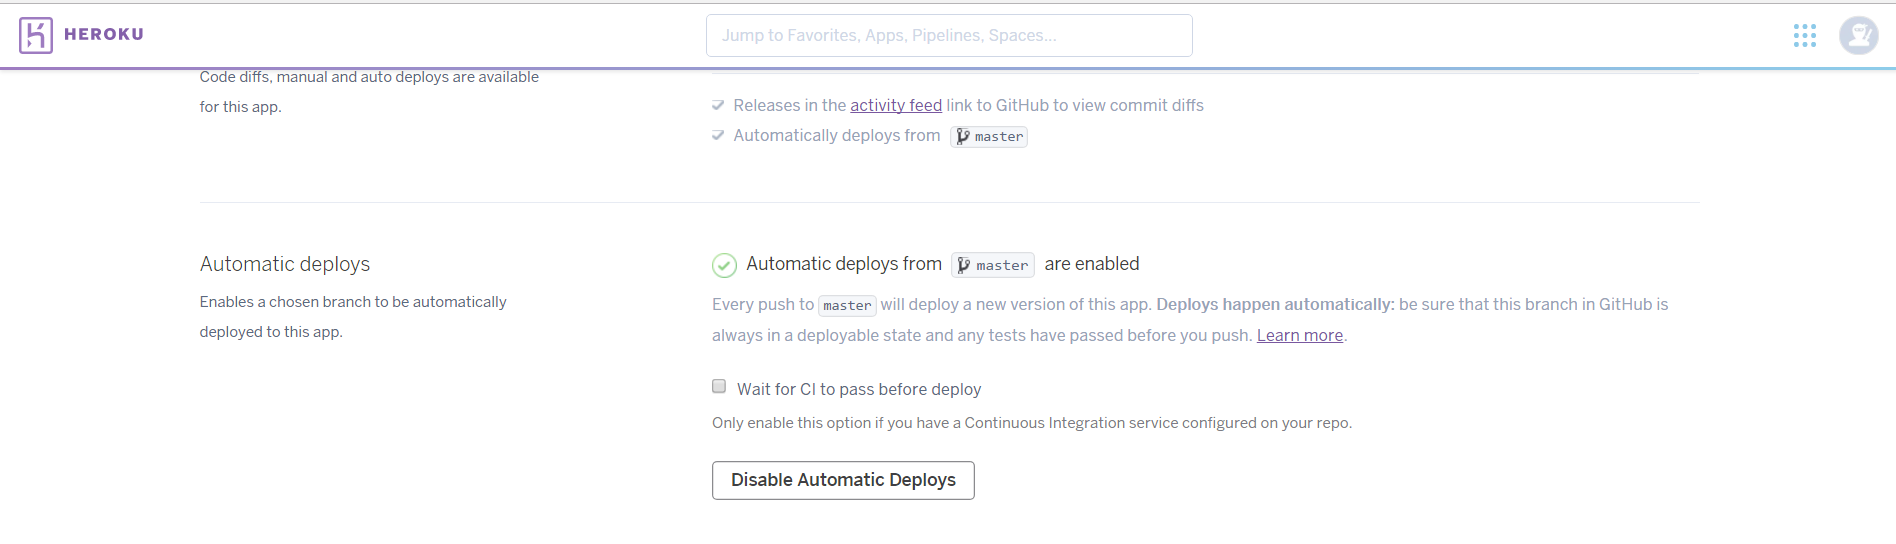 HEROKU
Jump to Favorites, Apps, Pipelines, Spaces...
Code diffs, manual and auto deploys are available
for this app.
Releases in the activity feed link to GitHub to view commit diffs
Automatically deploys from master
Automatic deploys
Enables a chosen branch to be automatically
deployed to this app.
Automatic deploys from master are enabled
Every push to master will deploy a new version of this app. Deploys happen automatically: be sure that this branch in GitHub is
always in a deployable state and any tests have passed before you push. Learn more.
Wait for CI to pass before deploy
Only enable this option if you have a Continuous Integration service configured on your repo.
Disable Automatic Deploys